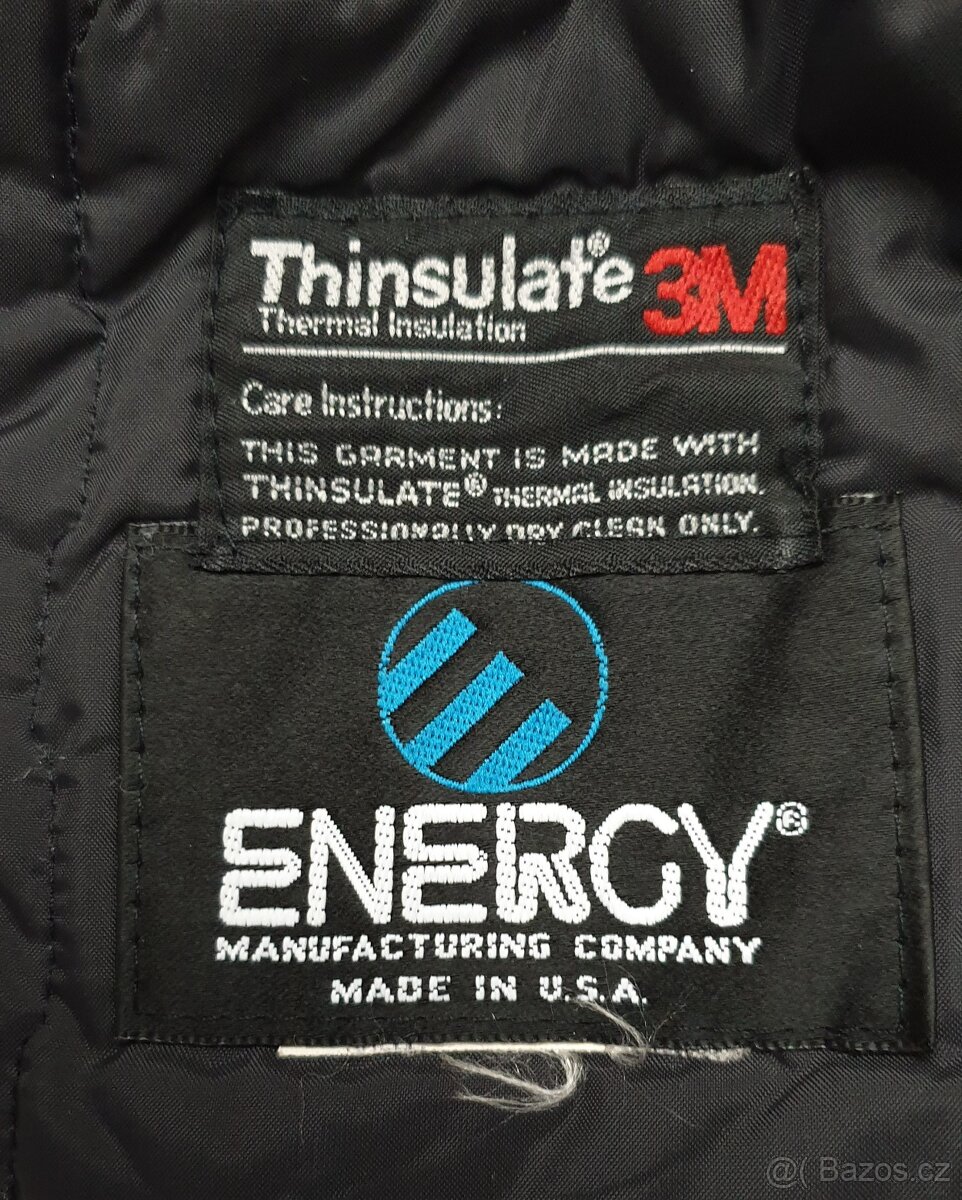 Thinsulate® 3M
Thermal Insulation
Care Instructions:
THIS GARMENT IS MADE WITH
THINSULATE® THERMAL INSULATION.
PROFESSIONALLY DRY CLEAN ONLY.
ENERGY®
MANUFACTURING COMPANY
MADE IN U.S.A.
@( Bazos.cz